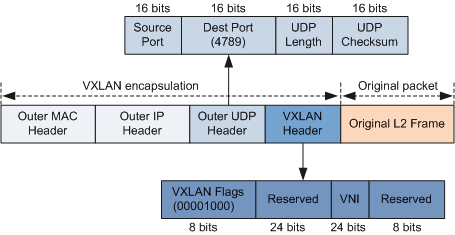 16 bits 16 bits 16 bits 16 bits
Source Port
Dest Port (4789)
UDP Length
UDP Checksum
VXLAN encapsulation
Original packet
Outer MAC Header
Outer IP Header
Outer UDP Header
VXLAN Header
Original L2 Frame
VXLAN Flags (00001000)
Reserved
VNI
Reserved
8 bits 24 bits 24 bits 8 bits